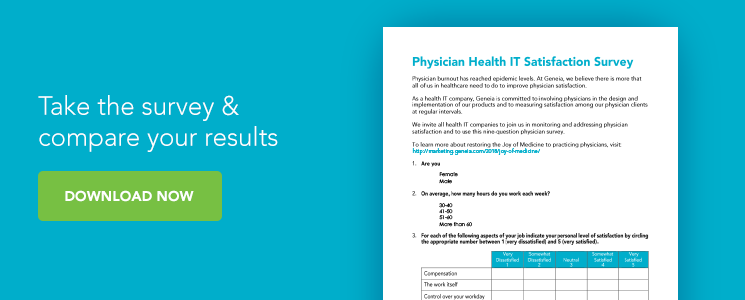 Take the survey &
compare your results
DOWNLOAD NOW
Physician Health IT Satisfaction Survey
Physician burnout has reached epidemic levels. At Geneia, we believe there is more that
all of us in healthcare need to do to improve physician satisfaction.
As a health IT company, Geneia is committed to involving physicians in the design and
implementation of our products and to measuring satisfaction among our physician clients
at regular intervals.
We invite all health IT companies to join us in monitoring and addressing physician
satisfaction and to use this nine-question physician survey.
To learn more about restoring the Joy of Medicine to practicing physicians, visit:
http://marketing.geneia.com/2018/joy-of-medicine/
1. Are you
Female
Male
2. On average, how many hours do you work each week?
30-40
41-50
51-60
More than 60
3. For each of the following aspects of your job indicate your personal level of satisfaction by circling
the appropriate number between 1 (very dissatisfied) and 5 (very satisfied).
Very Dissatisfied 1
Somewhat Dissatisfied 2
Neutral 3
Somewhat Satisfied 4
Very Satisfied 5
Compensation
The work itself
Control over your workday